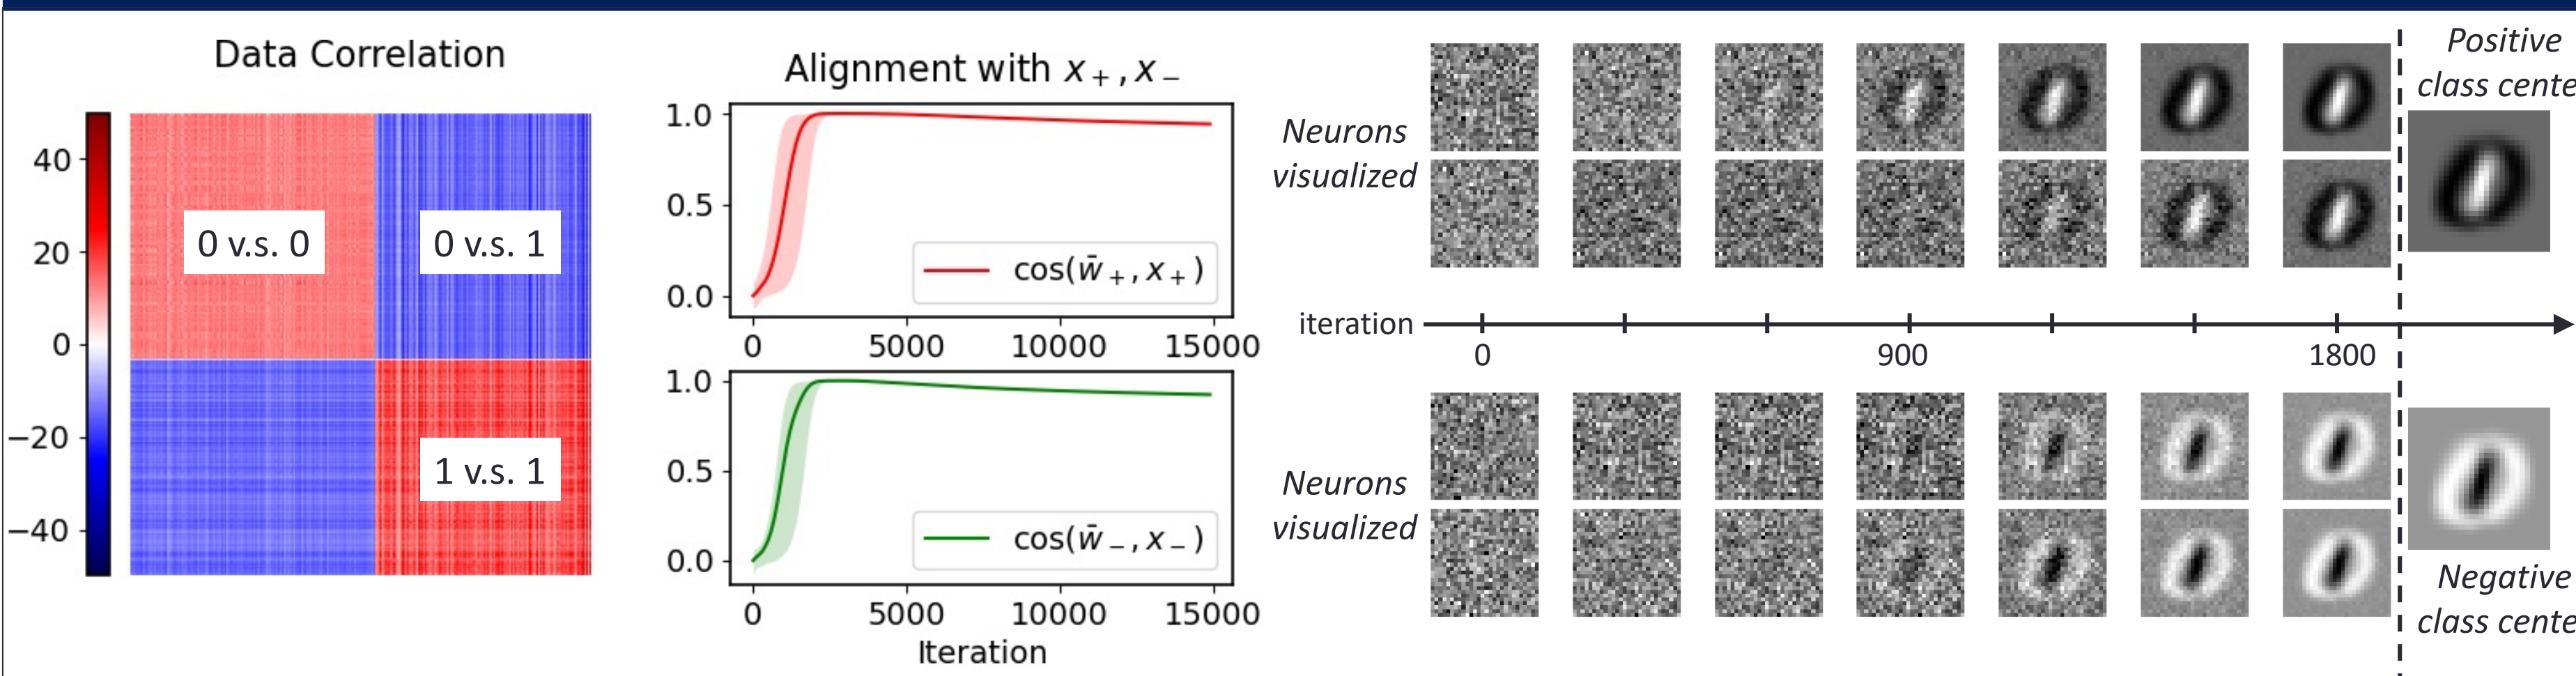 Data Correlation
40
20
0
−20
−40
0 v.s. 0
0 v.s. 1
1 v.s. 1
Alignment with x₊, x₋
1.0
0.5
0.0
cos(w̄₊, x₊)
0 5000 10000 15000
1.0
0.5
0.0
cos(w̄₋, x₋)
0 5000 10000 15000
Iteration
Neurons
visualized
iteration
0 900 1800
Neurons
visualized
Positive
class cente
Negative
class cente